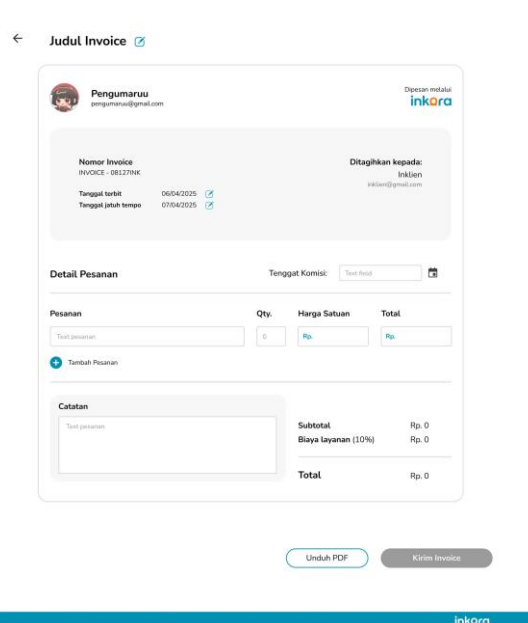 Judul Invoice
Pengumaruu
pengumaruu@gmail.com
Dipesan melalui
inkara
Nomor Invoice
INVOICE - 08127INK
Tanggal terbit 06/04/2025
Tanggal jatuh tempo 07/04/2025
Ditagihkan kepada:
Inklien
inklien@gmail.com
Detail Pesanan
Tenggat Komisi: Text field
Pesanan Qty. Harga Satuan Total
Text pesanan 0 Rp. Rp.
Tambah Pesanan
Catatan
Text pesanan
Subtotal Rp. 0
Biaya layanan (10%) Rp. 0
Total Rp. 0
Unduh PDF
Kirim Invoice
inkara